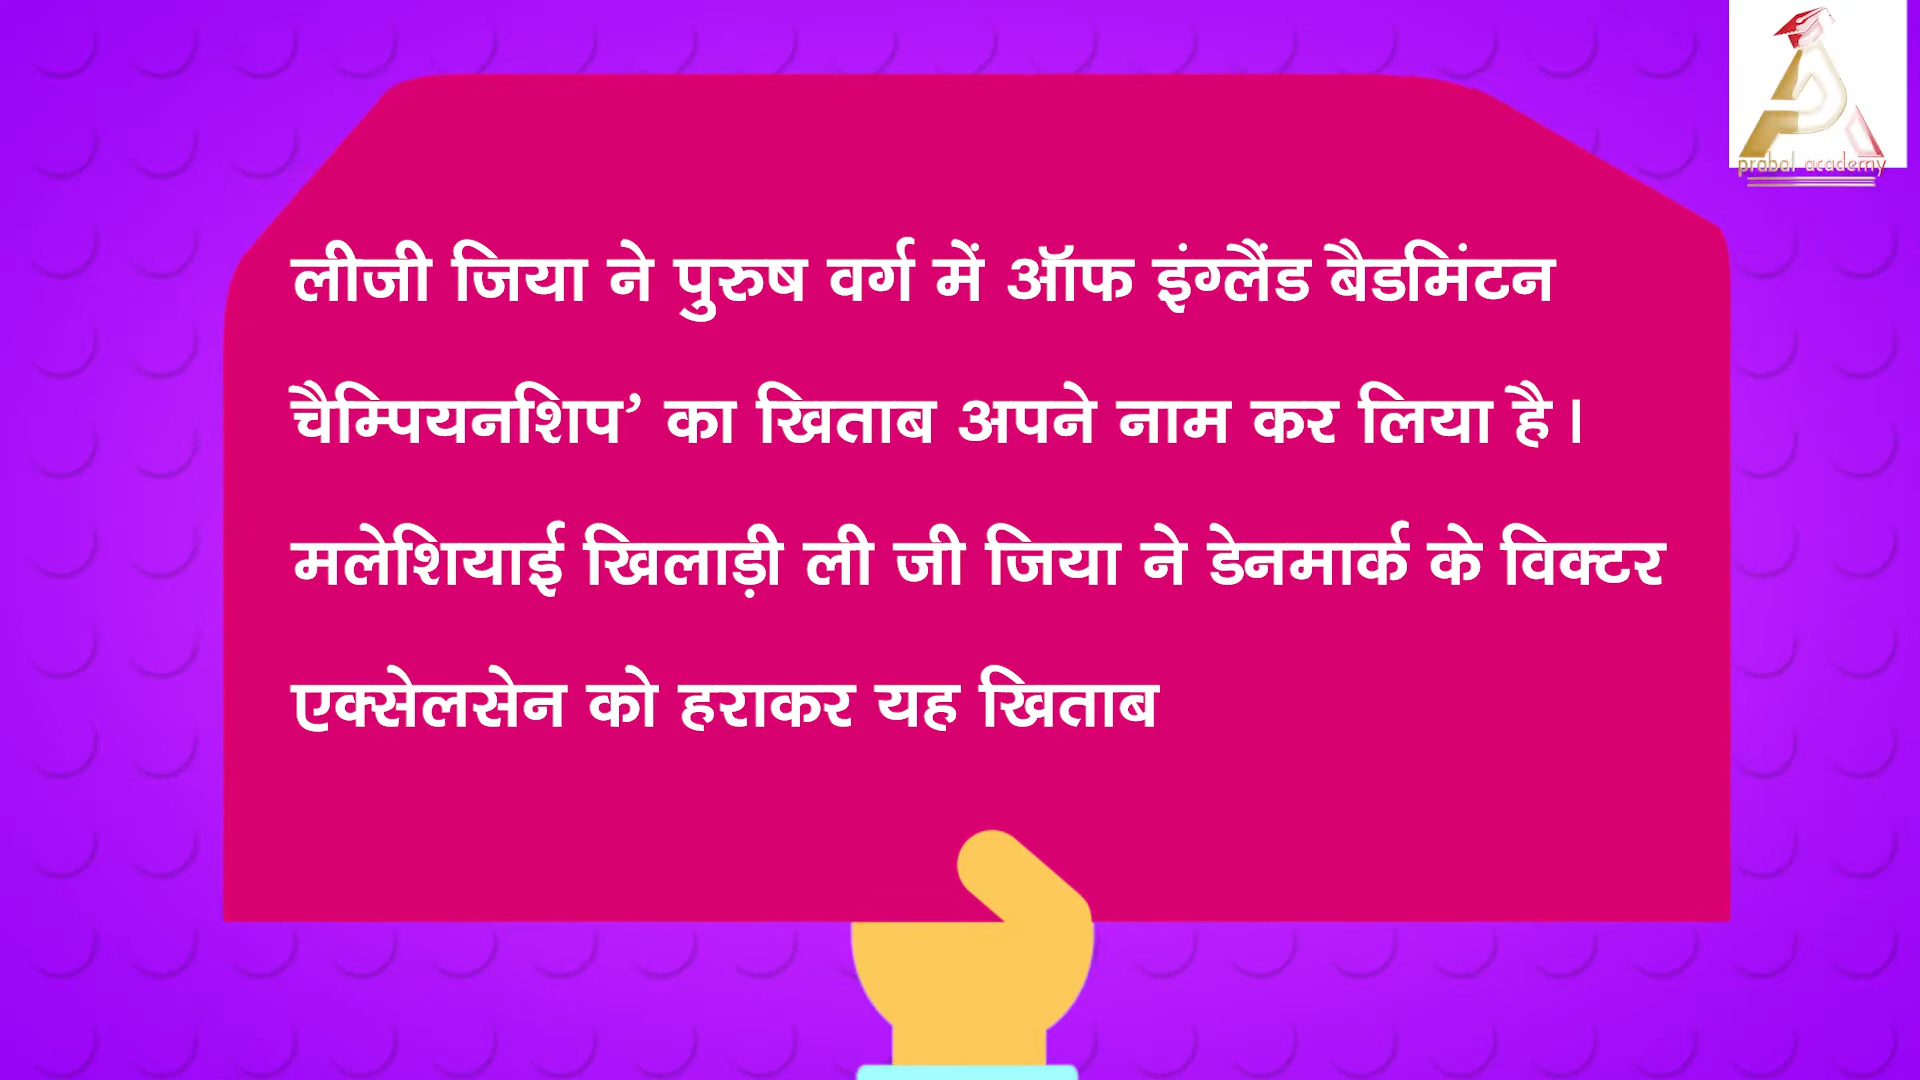 prabal academy
लीजी जिया ने पुरुष वर्ग में ऑफ इंग्लैंड बैडमिंटन
चैम्पियनशिप’ का खिताब अपने नाम कर लिया है।
मलेशियाई खिलाड़ी ली जी जिया ने डेनमार्क के विक्टर
एक्सेलसेन को हराकर यह खिताब